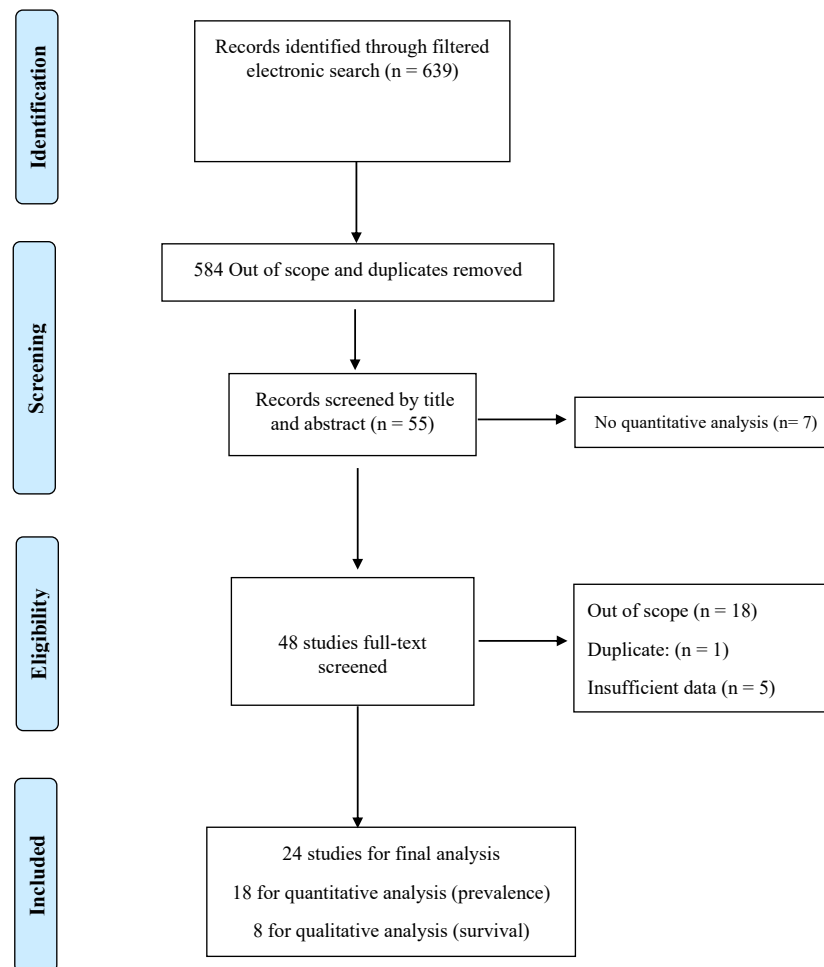 Identification
Records identified through filtered
electronic search (n = 639)
Screening
584 Out of scope and duplicates removed
Records screened by title
and abstract (n = 55)
No quantitative analysis (n= 7)
Eligibility
48 studies full-text
screened
Out of scope (n = 18)
Duplicate: (n = 1)
Insufficient data (n = 5)
Included
24 studies for final analysis
18 for quantitative analysis (prevalence)
8 for qualitative analysis (survival)